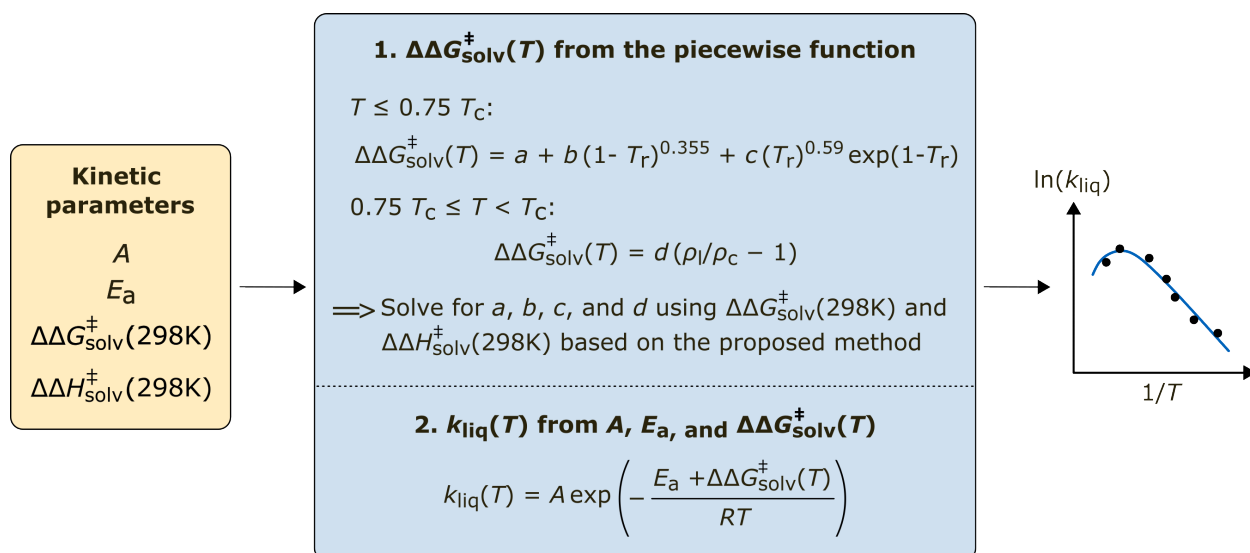 Kinetic
parameters
A
Eₐ
ΔΔG‡solv(298K)
ΔΔH‡solv(298K)
1. ΔΔG‡solv(T) from the piecewise function
T ≤ 0.75 Tc:
ΔΔG‡solv(T) = a + b (1- Tr)^0.355 + c (Tr)^0.59 exp(1-Tr)
0.75 Tc ≤ T < Tc:
ΔΔG‡solv(T) = d (ρl/ρc − 1)
⟹ Solve for a, b, c, and d using ΔΔG‡solv(298K) and
ΔΔH‡solv(298K) based on the proposed method
2. kliq(T) from A, Eₐ, and ΔΔG‡solv(T)
kliq(T) = A exp(− (Eₐ +ΔΔG‡solv(T))/RT)
ln(kliq)
1/T